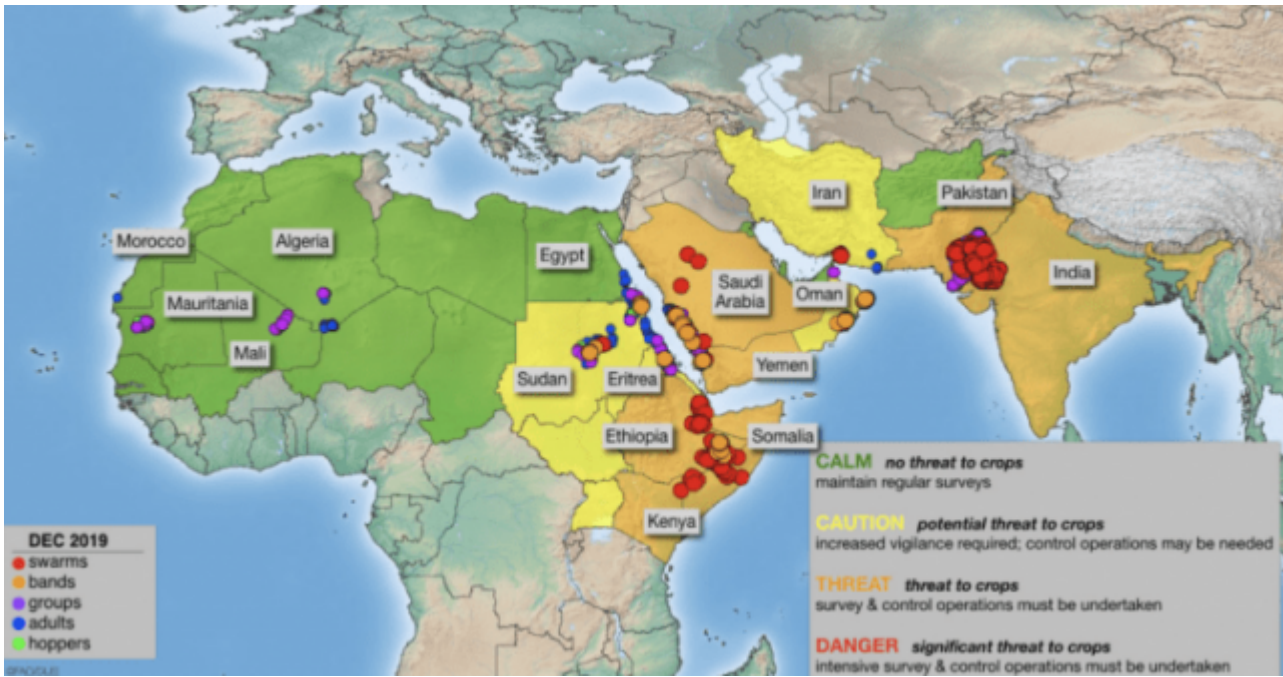 Morocco
Algeria
Egypt
Iran
Pakistan
Mauritania
Saudi
Arabia
Oman
India
Mali
Sudan
Eritrea
Yemen
Ethiopia
Somalia
Kenya
DEC 2019
swarms
bands
groups
adults
hoppers
CALM no threat to crops
maintain regular surveys
CAUTION potential threat to crops
increased vigilance required; control operations may be needed
THREAT threat to crops
survey & control operations must be undertaken
DANGER significant threat to crops
intensive survey & control operations must be undertaken